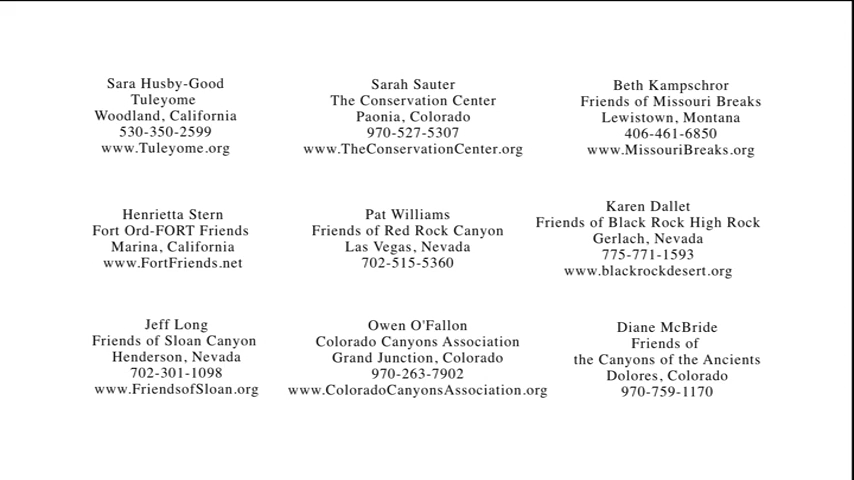 Sara Husby-Good
Tuleyome
Woodland, California
530-350-2599
www.Tuleyome.org
Sarah Sauter
The Conservation Center
Paonia, Colorado
970-527-5307
www.TheConservationCenter.org
Beth Kampschror
Friends of Missouri Breaks
Lewistown, Montana
406-461-6850
www.MissouriBreaks.org
Henrietta Stern
Fort Ord-FORT Friends
Marina, California
www.FortFriends.net
Pat Williams
Friends of Red Rock Canyon
Las Vegas, Nevada
702-515-5360
Karen Dallet
Friends of Black Rock High Rock
Gerlach, Nevada
775-771-1593
www.blackrockdesert.org
Jeff Long
Friends of Sloan Canyon
Henderson, Nevada
702-301-1098
www.FriendsofSloan.org
Owen O'Fallon
Colorado Canyons Association
Grand Junction, Colorado
970-263-7902
www.ColoradoCanyonsAssociation.org
Diane McBride
Friends of
the Canyons of the Ancients
Dolores, Colorado
970-759-1170